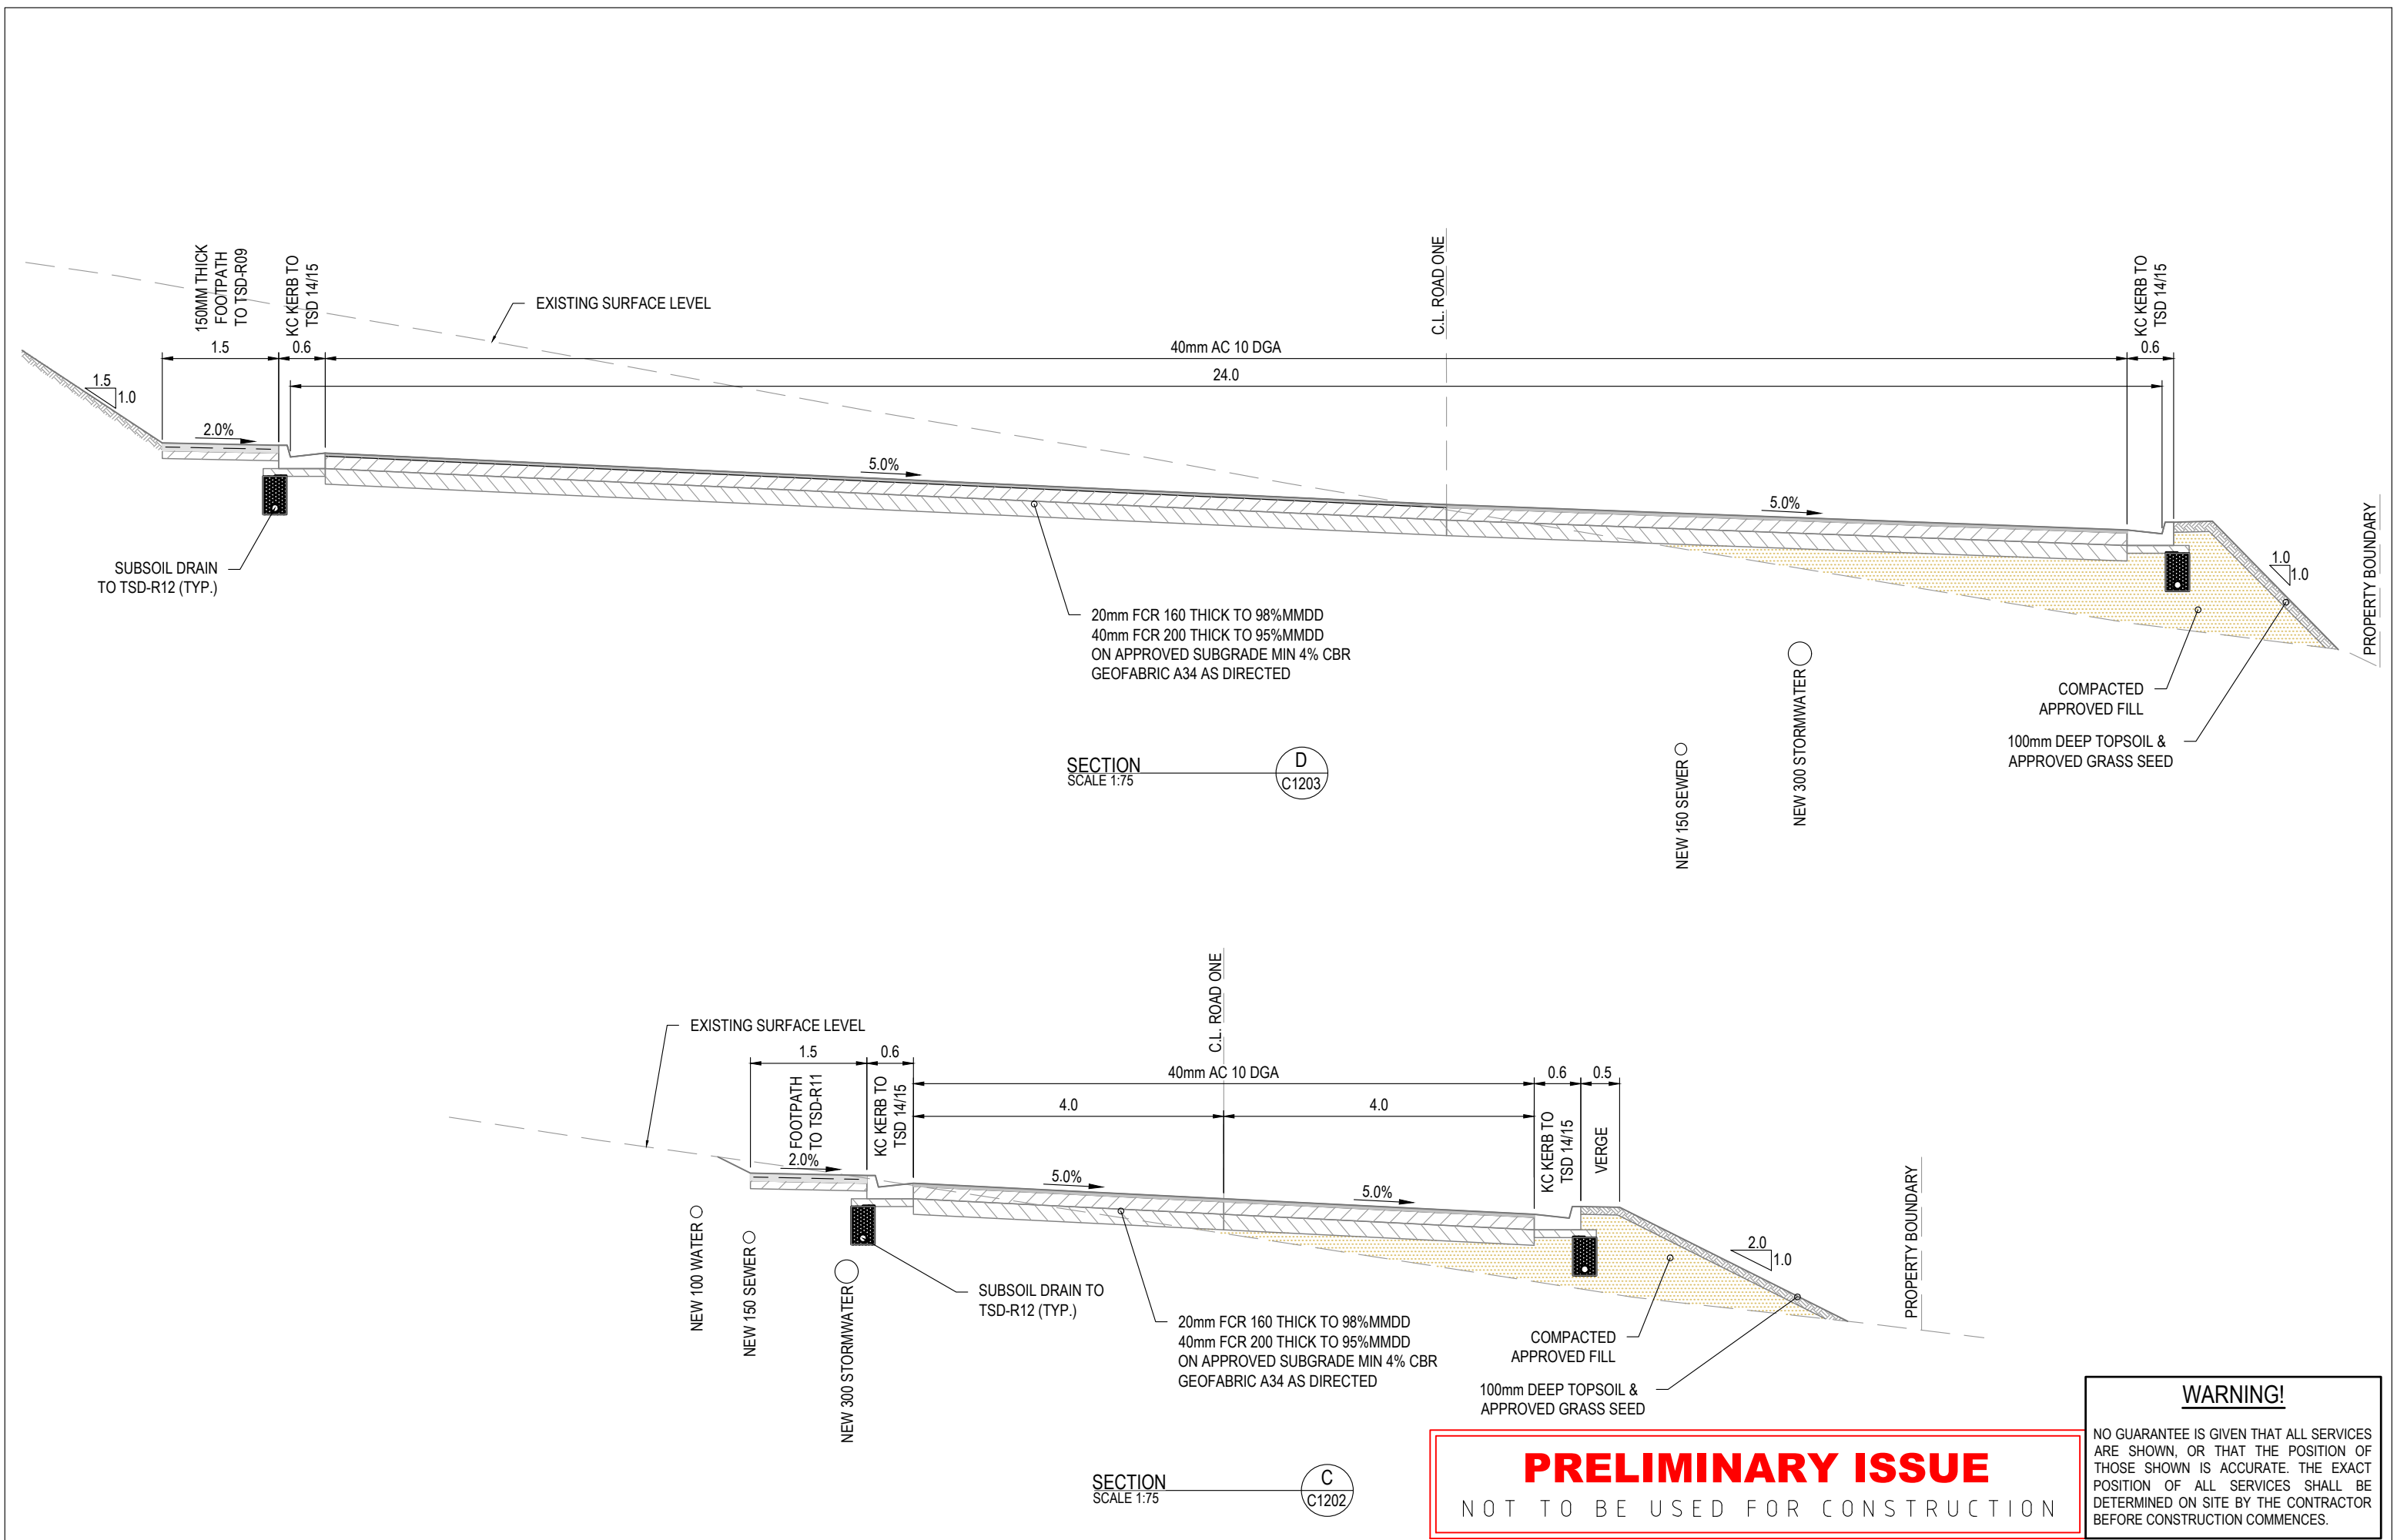 150MM THICK
FOOTPATH
TO TSD-R09
KC KERB TO
TSD 14/15
EXISTING SURFACE LEVEL
C.L. ROAD ONE
KC KERB TO
TSD 14/15
1.5
0.6
40mm AC 10 DGA
0.6
24.0
1.5
1.0
2.0%
5.0%
5.0%
PROPERTY BOUNDARY
1.0
1.0
SUBSOIL DRAIN
TO TSD-R12 (TYP.)
20mm FCR 160 THICK TO 98%MMDD
40mm FCR 200 THICK TO 95%MMDD
ON APPROVED SUBGRADE MIN 4% CBR
GEOFABRIC A34 AS DIRECTED
NEW 150 SEWER
NEW 300 STORMWATER
COMPACTED
APPROVED FILL
100mm DEEP TOPSOIL &
APPROVED GRASS SEED
SECTION
SCALE 1:75
D
C1203
EXISTING SURFACE LEVEL
C.L. ROAD ONE
1.5
0.6
40mm AC 10 DGA
0.6
0.5
FOOTPATH
TO TSD-R11
KC KERB TO
TSD 14/15
4.0
4.0
KC KERB TO
TSD 14/15
VERGE
2.0%
5.0%
5.0%
PROPERTY BOUNDARY
2.0
1.0
NEW 100 WATER
NEW 150 SEWER
NEW 300 STORMWATER
SUBSOIL DRAIN TO
TSD-R12 (TYP.)
20mm FCR 160 THICK TO 98%MMDD
40mm FCR 200 THICK TO 95%MMDD
ON APPROVED SUBGRADE MIN 4% CBR
GEOFABRIC A34 AS DIRECTED
COMPACTED
APPROVED FILL
100mm DEEP TOPSOIL &
APPROVED GRASS SEED
SECTION
SCALE 1:75
C
C1202
PRELIMINARY ISSUE
NOT TO BE USED FOR CONSTRUCTION
WARNING!
NO GUARANTEE IS GIVEN THAT ALL SERVICES
ARE SHOWN, OR THAT THE POSITION OF
THOSE SHOWN IS ACCURATE. THE EXACT
POSITION OF ALL SERVICES SHALL BE
DETERMINED ON SITE BY THE CONTRACTOR
BEFORE CONSTRUCTION COMMENCES.